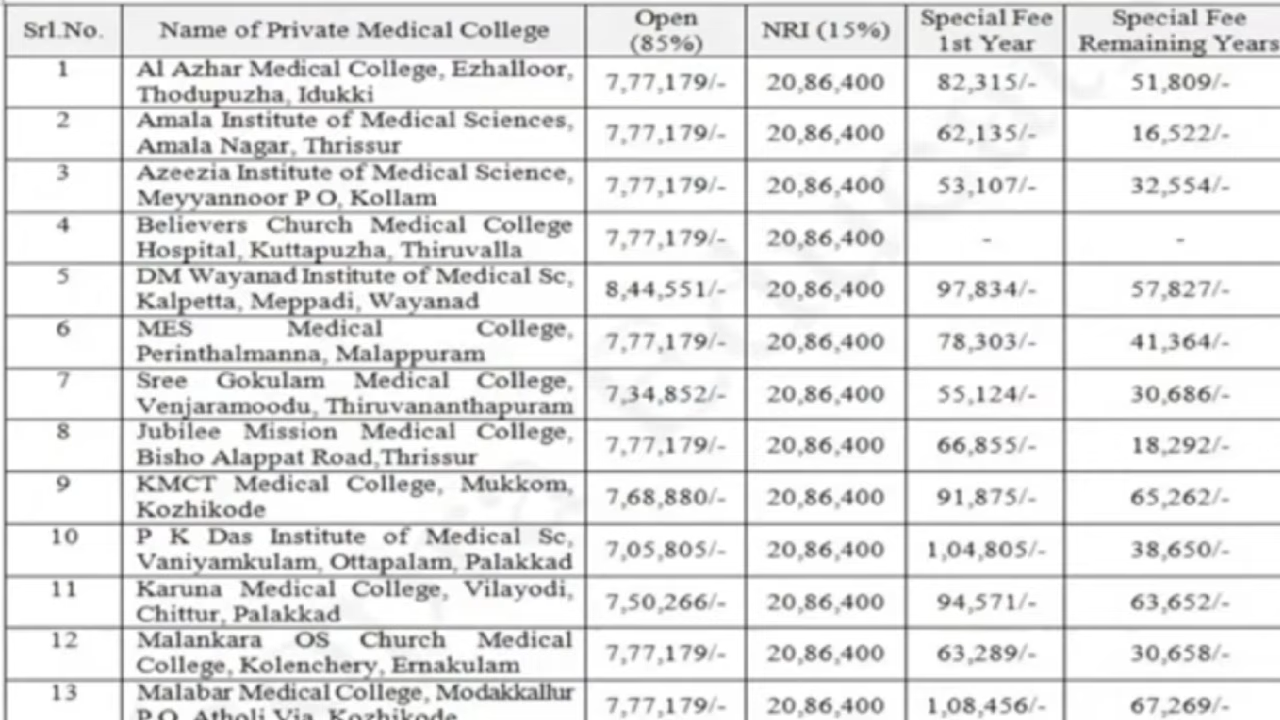 Srl.No. Name of Private Medical College Open (85%) NRI (15%) Special Fee 1st Year Special Fee Remaining Years
1 Al Azhar Medical College, Ezhalloor, Thodupuzha, Idukki 7,77,179/- 20,86,400 82,315/- 51,809/-
2 Amala Institute of Medical Sciences, Amala Nagar, Thrissur 7,77,179/- 20,86,400 62,135/- 16,522/-
3 Azeezia Institute of Medical Science, Meyyannoor P O, Kollam 7,77,179/- 20,86,400 53,107/- 32,554/-
4 Believers Church Medical College Hospital, Kuttapuzha, Thiruvalla 7,77,179/- 20,86,400 - -
5 DM Wayanad Institute of Medical Sc, Kalpetta, Meppadi, Wayanad 8,44,551/- 20,86,400 97,834/- 57,827/-
6 MES Medical College, Perinthalmanna, Malappuram 7,77,179/- 20,86,400 78,303/- 41,364/-
7 Sree Gokulam Medical College, Venjaramoodu, Thiruvananthapuram 7,34,852/- 20,86,400 55,124/- 30,686/-
8 Jubilee Mission Medical College, Bisho Alappat Road,Thrissur 7,77,179/- 20,86,400 66,855/- 18,292/-
9 KMCT Medical College, Mukkom, Kozhikode 7,68,880/- 20,86,400 91,875/- 65,262/-
10 P K Das Institute of Medical Sc, Vaniyamkulam, Ottapalam, Palakkad 7,05,805/- 20,86,400 1,04,805/- 38,650/-
11 Karuna Medical College, Vilayodi, Chittur, Palakkad 7,50,266/- 20,86,400 94,571/- 63,652/-
12 Malankara OS Church Medical College, Kolenchery, Ernakulam 7,77,179/- 20,86,400 63,289/- 30,658/-
13 Malabar Medical College, Modakkallur P.O, Atholi Via, Kozhikode 7,77,179/- 20,86,400 1,08,456/- 67,269/-